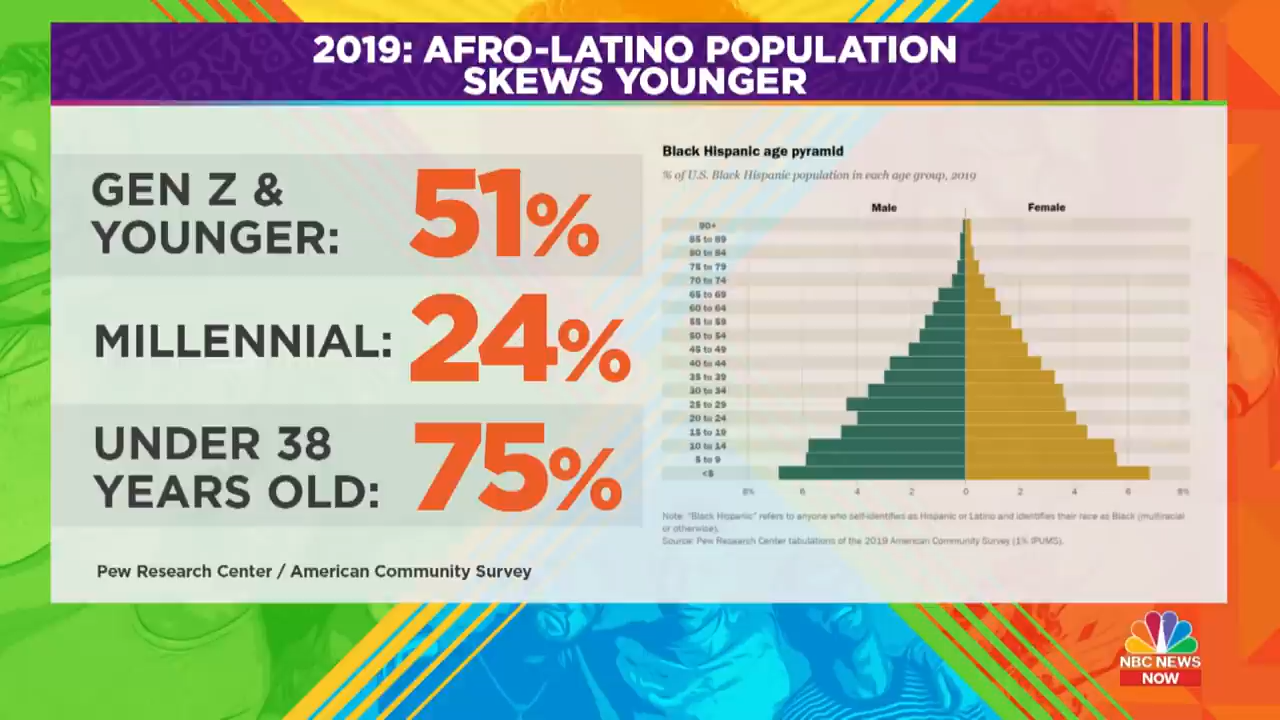 2019: AFRO-LATINO POPULATION
SKEWS YOUNGER
GEN Z &
YOUNGER:
51%
MILLENNIAL:
24%
UNDER 38
YEARS OLD:
75%
Pew Research Center / American Community Survey
Black Hispanic age pyramid
% of U.S. Black Hispanic population in each age group, 2019
Male
Female
90+
85 to 89
80 to 84
75 to 79
70 to 74
65 to 69
60 to 64
55 to 59
50 to 54
45 to 49
40 to 44
35 to 39
30 to 34
25 to 29
20 to 24
15 to 19
10 to 14
5 to 9
<5
8% 6 4 2 0 2 4 6 8%
Note: "Black Hispanic" refers to anyone who self-identifies as Hispanic or Latino and identifies their race as Black (multiracial
or otherwise).
Source: Pew Research Center tabulations of the 2019 American Community Survey (1% IPUMS).
NBC NEWS
NOW